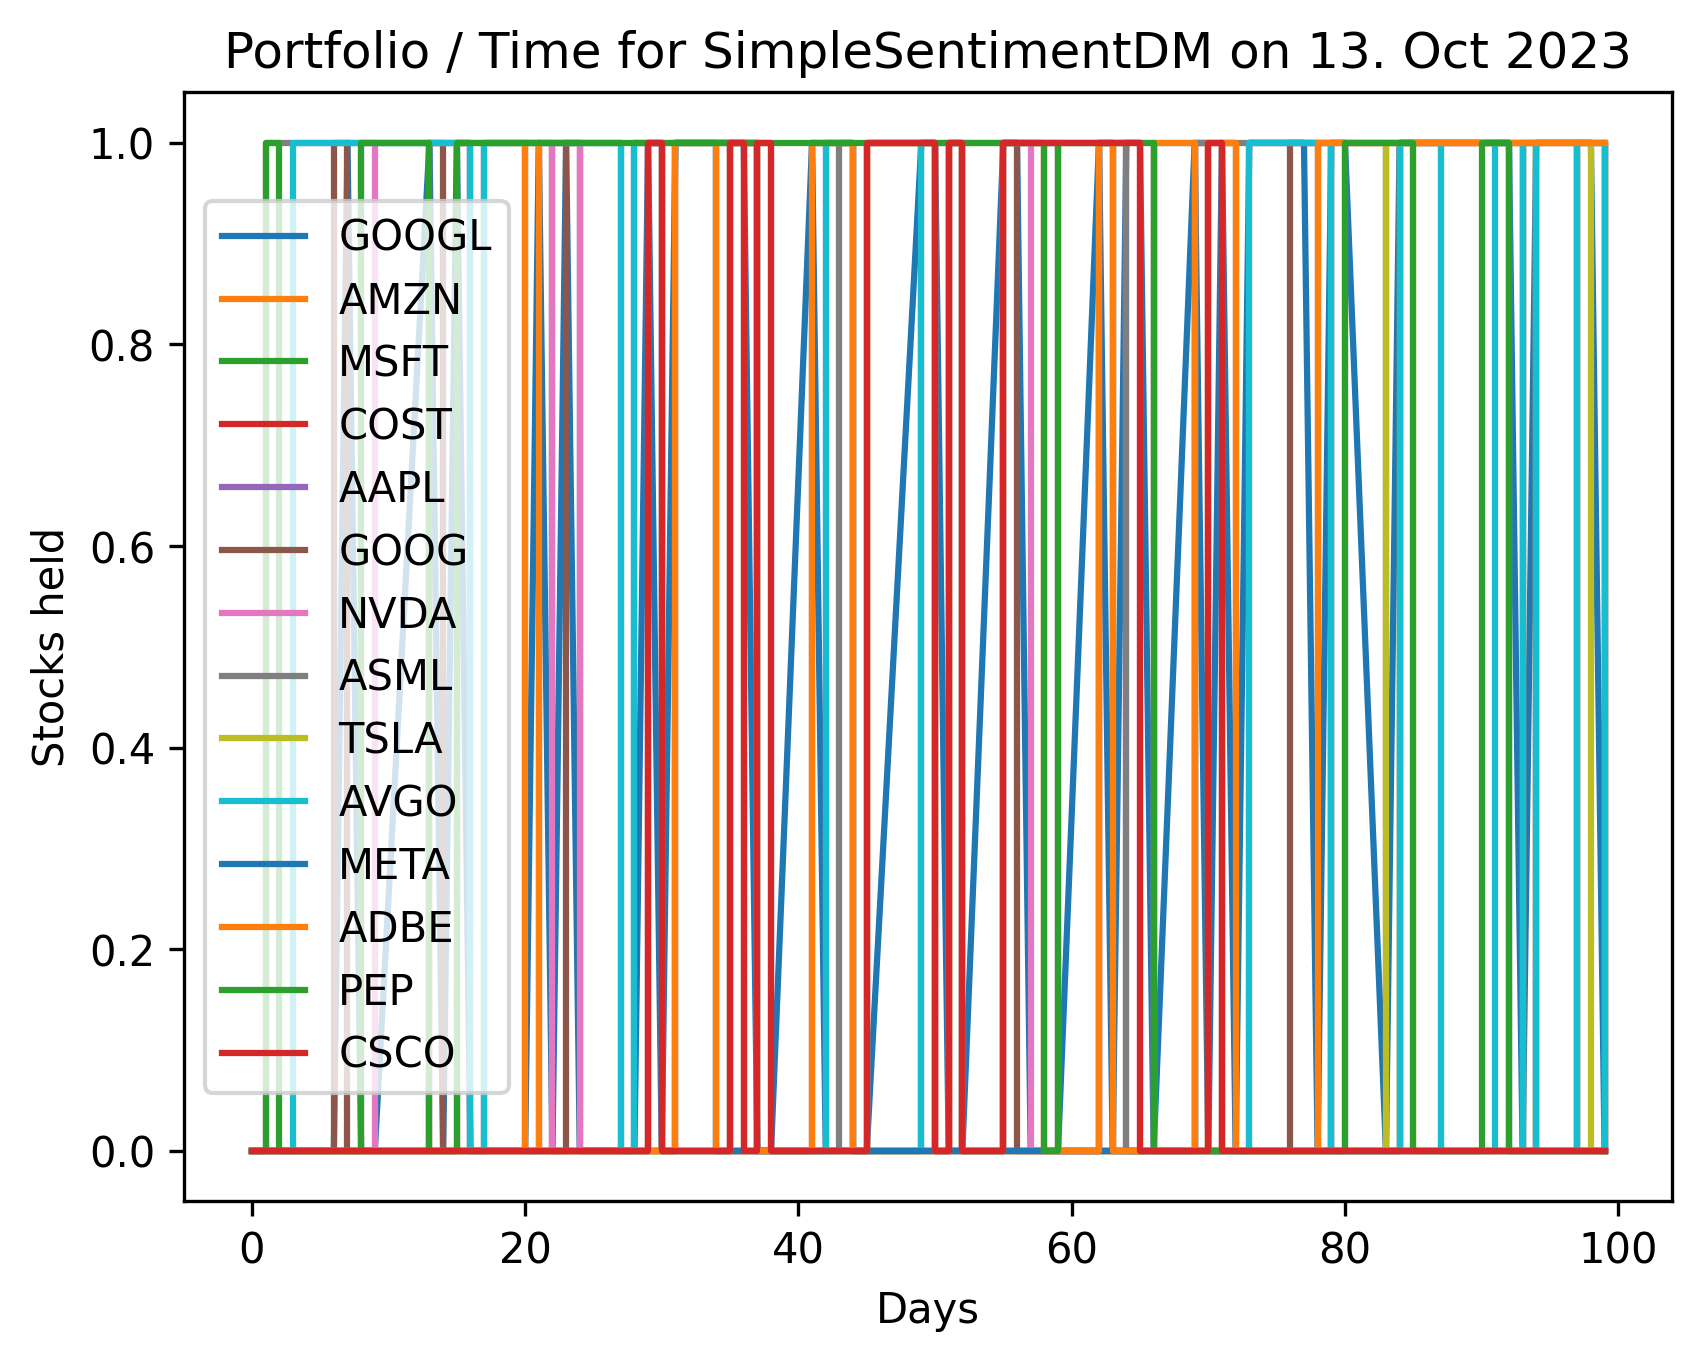 Portfolio / Time for SimpleSentimentDM on 13. Oct 2023
1.0
0.8
0.6
0.4
0.2
0.0
Stocks held
GOOGL
AMZN
MSFT
COST
AAPL
GOOG
NVDA
ASML
TSLA
AVGO
META
ADBE
PEP
CSCO
0 20 40 60 80 100
Days